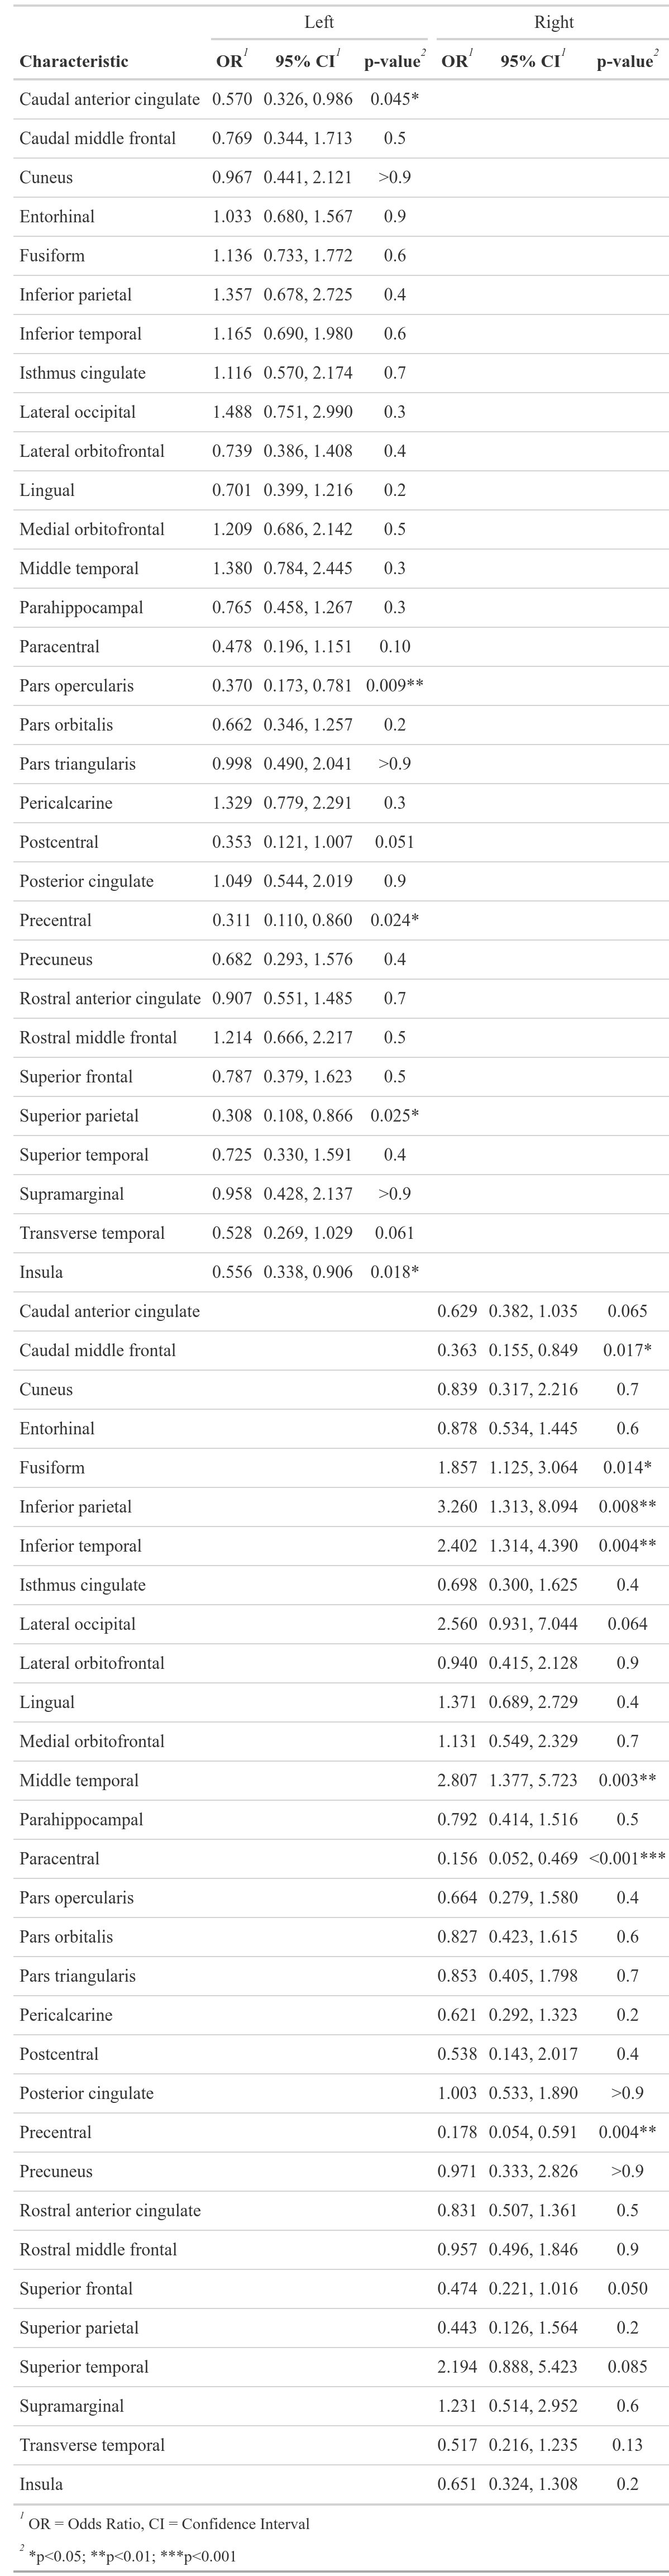 Left Right
Characteristic OR1 95% CI1 p-value2 OR1 95% CI1 p-value2
Caudal anterior cingulate 0.570 0.326, 0.986 0.045*
Caudal middle frontal 0.769 0.344, 1.713 0.5
Cuneus 0.967 0.441, 2.121 >0.9
Entorhinal 1.033 0.680, 1.567 0.9
Fusiform 1.136 0.733, 1.772 0.6
Inferior parietal 1.357 0.678, 2.725 0.4
Inferior temporal 1.165 0.690, 1.980 0.6
Isthmus cingulate 1.116 0.570, 2.174 0.7
Lateral occipital 1.488 0.751, 2.990 0.3
Lateral orbitofrontal 0.739 0.386, 1.408 0.4
Lingual 0.701 0.399, 1.216 0.2
Medial orbitofrontal 1.209 0.686, 2.142 0.5
Middle temporal 1.380 0.784, 2.445 0.3
Parahippocampal 0.765 0.458, 1.267 0.3
Paracentral 0.478 0.196, 1.151 0.10
Pars opercularis 0.370 0.173, 0.781 0.009**
Pars orbitalis 0.662 0.346, 1.257 0.2
Pars triangularis 0.998 0.490, 2.041 >0.9
Pericalcarine 1.329 0.779, 2.291 0.3
Postcentral 0.353 0.121, 1.007 0.051
Posterior cingulate 1.049 0.544, 2.019 0.9
Precentral 0.311 0.110, 0.860 0.024*
Precuneus 0.682 0.293, 1.576 0.4
Rostral anterior cingulate 0.907 0.551, 1.485 0.7
Rostral middle frontal 1.214 0.666, 2.217 0.5
Superior frontal 0.787 0.379, 1.623 0.5
Superior parietal 0.308 0.108, 0.866 0.025*
Superior temporal 0.725 0.330, 1.591 0.4
Supramarginal 0.958 0.428, 2.137 >0.9
Transverse temporal 0.528 0.269, 1.029 0.061
Insula 0.556 0.338, 0.906 0.018*
Caudal anterior cingulate 0.629 0.382, 1.035 0.065
Caudal middle frontal 0.363 0.155, 0.849 0.017*
Cuneus 0.839 0.317, 2.216 0.7
Entorhinal 0.878 0.534, 1.445 0.6
Fusiform 1.857 1.125, 3.064 0.014*
Inferior parietal 3.260 1.313, 8.094 0.008**
Inferior temporal 2.402 1.314, 4.390 0.004**
Isthmus cingulate 0.698 0.300, 1.625 0.4
Lateral occipital 2.560 0.931, 7.044 0.064
Lateral orbitofrontal 0.940 0.415, 2.128 0.9
Lingual 1.371 0.689, 2.729 0.4
Medial orbitofrontal 1.131 0.549, 2.329 0.7
Middle temporal 2.807 1.377, 5.723 0.003**
Parahippocampal 0.792 0.414, 1.516 0.5
Paracentral 0.156 0.052, 0.469 <0.001***
Pars opercularis 0.664 0.279, 1.580 0.4
Pars orbitalis 0.827 0.423, 1.615 0.6
Pars triangularis 0.853 0.405, 1.798 0.7
Pericalcarine 0.621 0.292, 1.323 0.2
Postcentral 0.538 0.143, 2.017 0.4
Posterior cingulate 1.003 0.533, 1.890 >0.9
Precentral 0.178 0.054, 0.591 0.004**
Precuneus 0.971 0.333, 2.826 >0.9
Rostral anterior cingulate 0.831 0.507, 1.361 0.5
Rostral middle frontal 0.957 0.496, 1.846 0.9
Superior frontal 0.474 0.221, 1.016 0.050
Superior parietal 0.443 0.126, 1.564 0.2
Superior temporal 2.194 0.888, 5.423 0.085
Supramarginal 1.231 0.514, 2.952 0.6
Transverse temporal 0.517 0.216, 1.235 0.13
Insula 0.651 0.324, 1.308 0.2
1 OR = Odds Ratio, CI = Confidence Interval
2 *p<0.05; **p<0.01; ***p<0.001